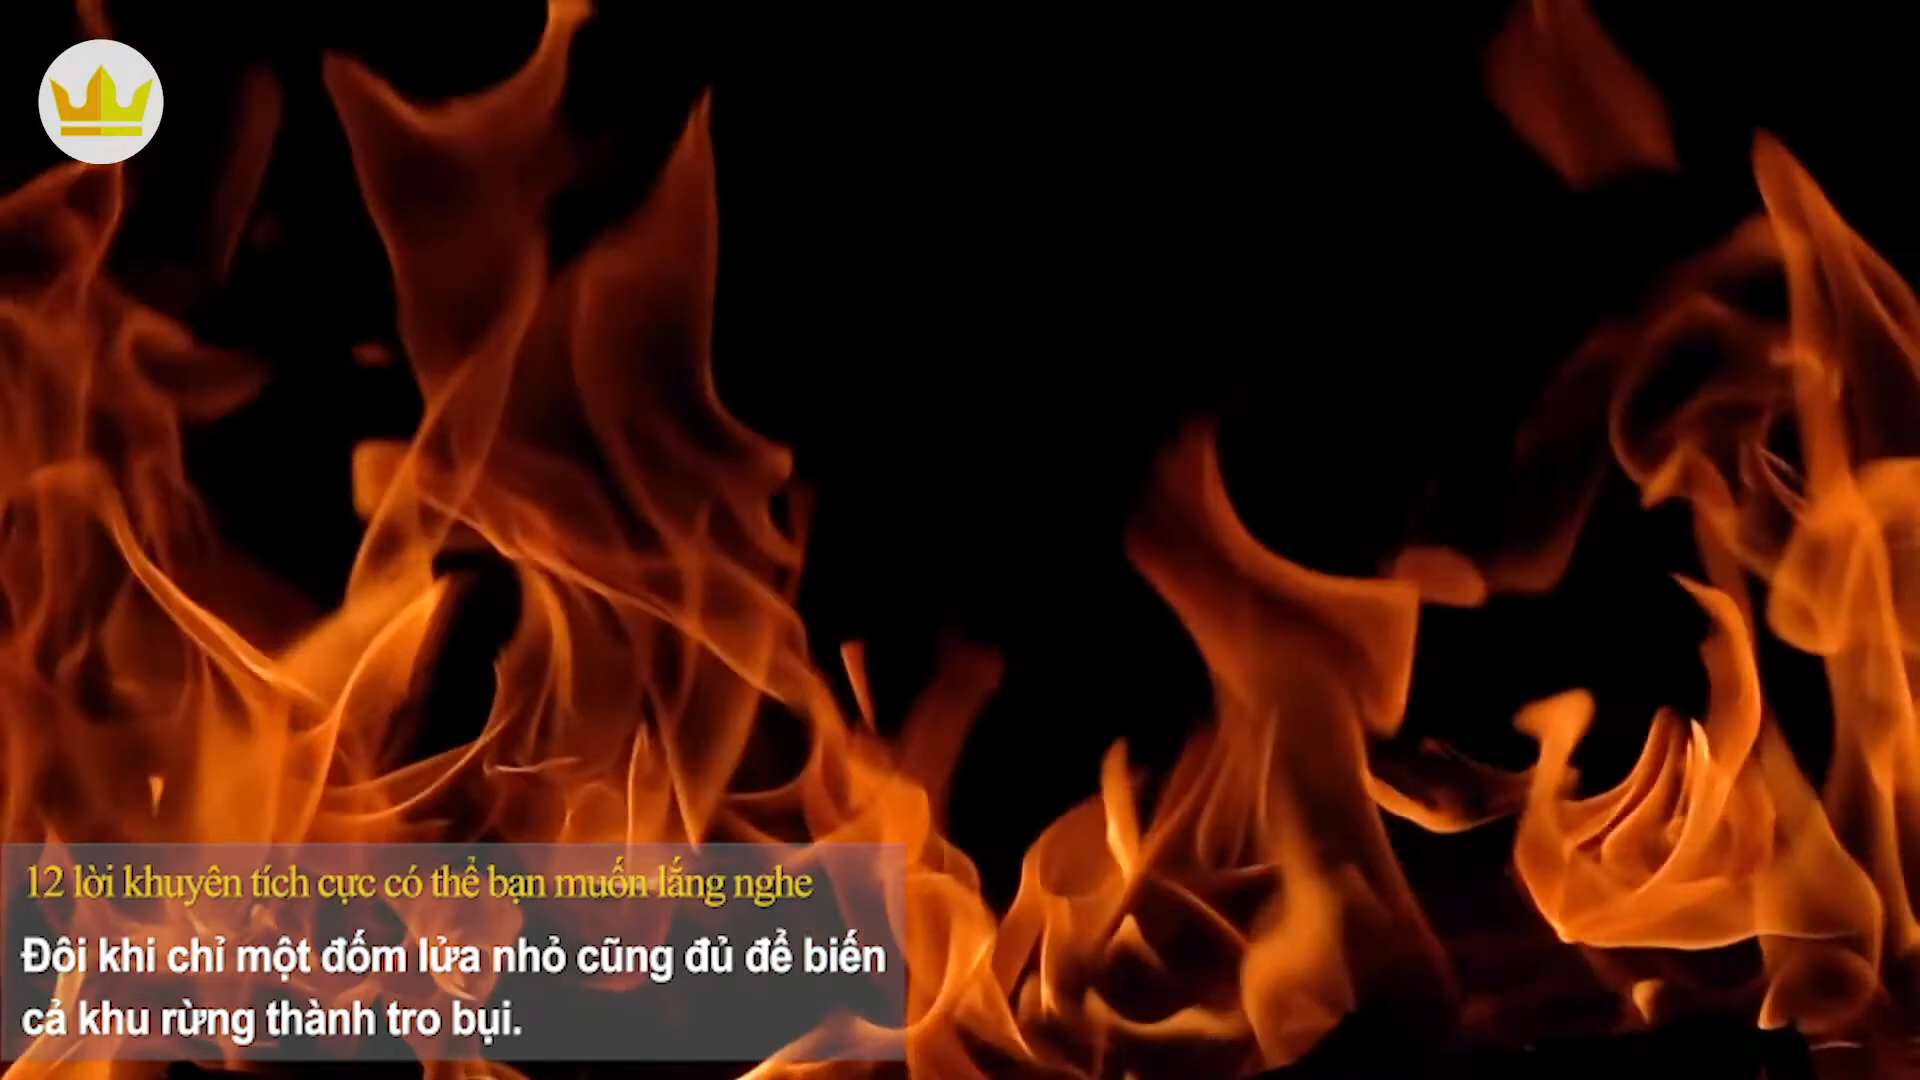 12 lời khuyên tích cực có thể bạn muốn lắng nghe
Đôi khi chỉ một đốm lửa nhỏ cũng đủ để biến
cả khu rừng thành tro bụi.